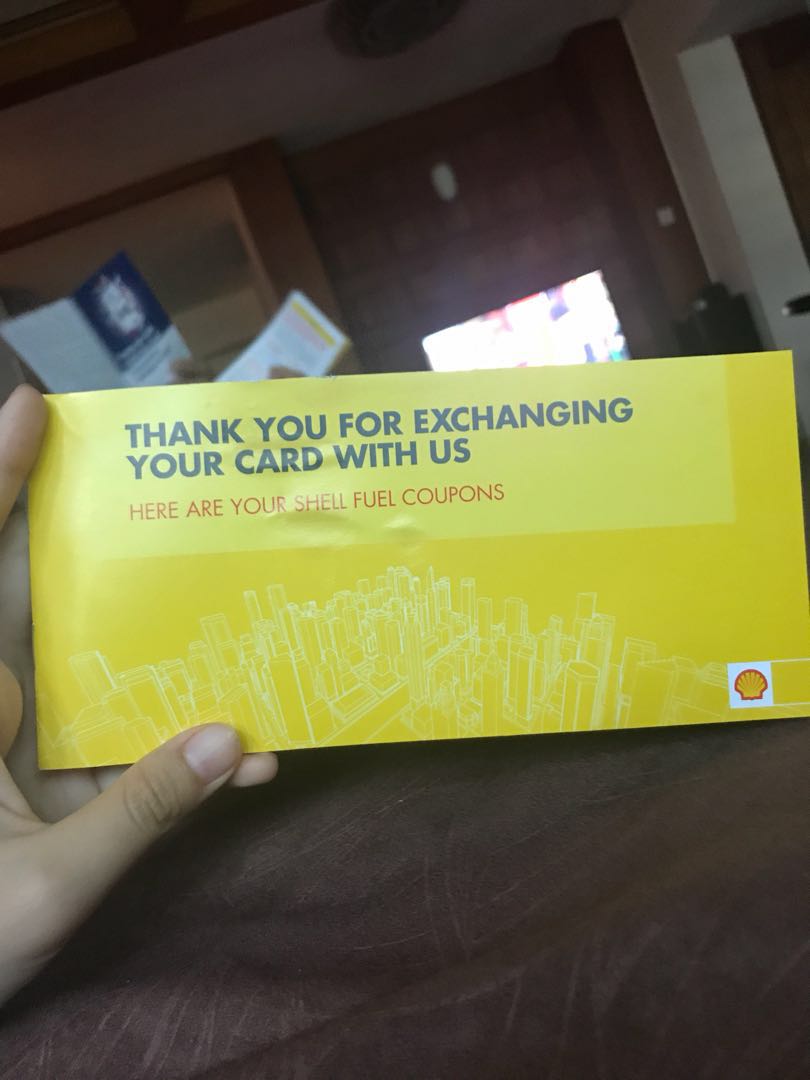 THANK YOU FOR EXCHANGING
YOUR CARD WITH US
HERE ARE YOUR SHELL FUEL COUPONS